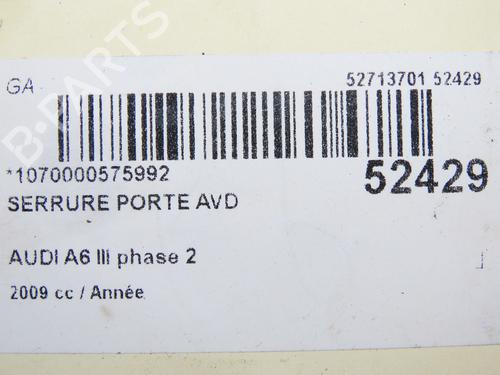 GA
52713701 52429
*1070000575992
52429
SERRURE PORTE AVD
AUDI A6 III phase 2
2009 cc / Année
B-PARTS